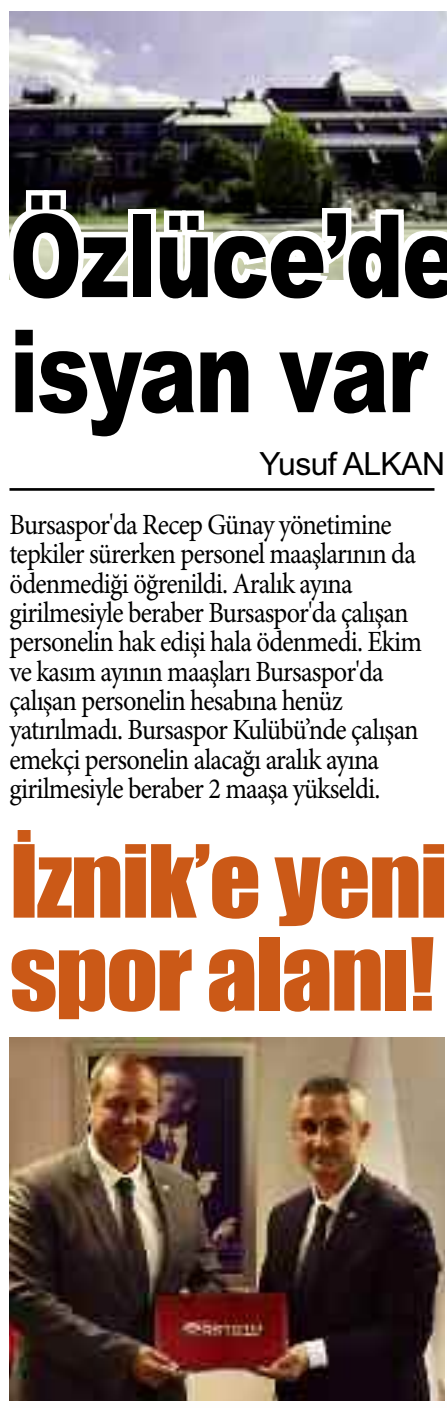 Özlüce’de
isyan var
Yusuf ALKAN
Bursaspor'da Recep Günay yönetimine
tepkiler sürerken personel maaşlarının da
ödenmediği öğrenildi. Aralık ayına
girilmesiyle beraber Bursaspor'da çalışan
personelin hak edişi hala ödenmedi. Ekim
ve kasım ayının maaşları Bursaspor'da
çalışan personelin hesabına henüz
yatırılmadı. Bursaspor Kulübü’nde çalışan
emekçi personelin alacağı aralık ayına
girilmesiyle beraber 2 maaşa yükseldi.
İznik’e yeni
spor alanı!